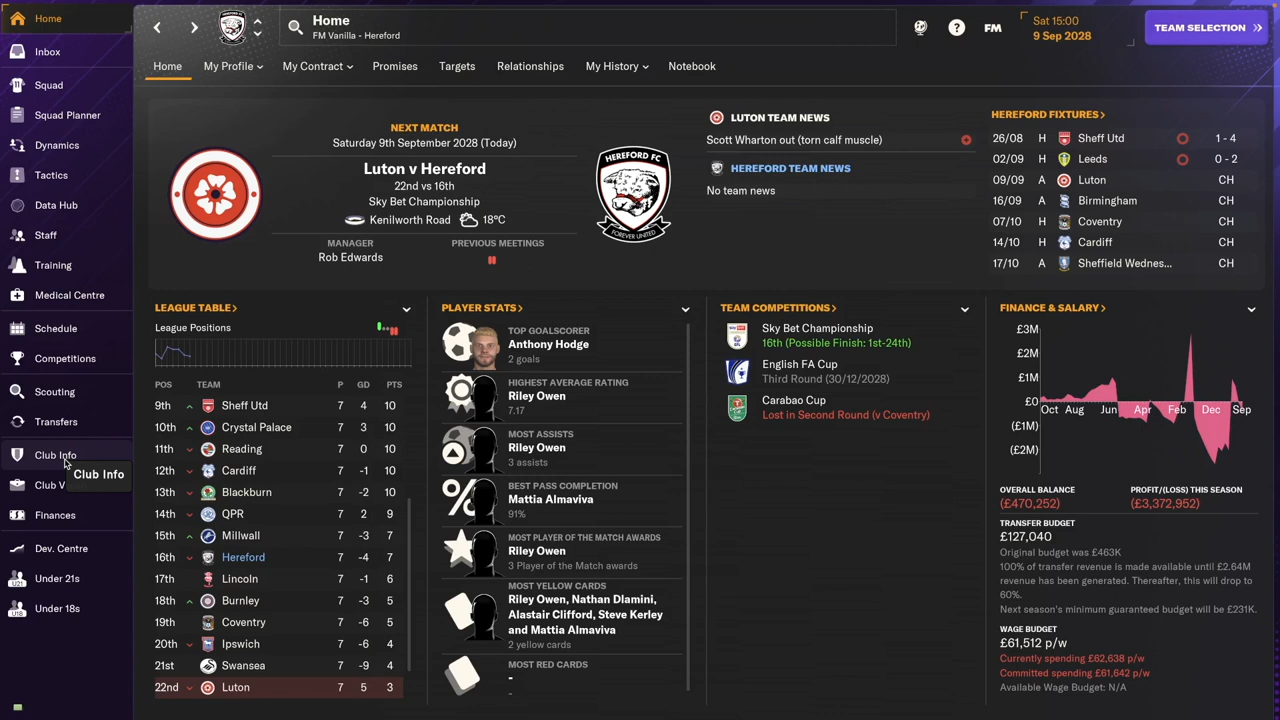 Home
Inbox
Squad
Squad Planner
Dynamics
Tactics
Data Hub
Staff
Training
Medical Centre
Schedule
Competitions
Scouting
Transfers
Club Info
Club Info
Club V
Finances
Dev. Centre
Under 21s
Under 18s
Home
FM Vanilla - Hereford
FM
Sat 15:00
9 Sep 2028
TEAM SELECTION
Home
My Profile
My Contract
Promises
Targets
Relationships
My History
Notebook
NEXT MATCH
Saturday 9th September 2028 (Today)
Luton v Hereford
22nd vs 16th
Sky Bet Championship
Kenilworth Road 18°C
MANAGER
Rob Edwards
PREVIOUS MEETINGS
HEREFORD FC
FOREVER UNITED
LUTON TEAM NEWS
Scott Wharton out (torn calf muscle)
HEREFORD TEAM NEWS
No team news
HEREFORD FIXTURES
26/08 H Sheff Utd 1 - 4
02/09 H Leeds 0 - 2
09/09 A Luton CH
16/09 A Birmingham CH
07/10 H Coventry CH
14/10 H Cardiff CH
17/10 A Sheffield Wednes... CH
LEAGUE TABLE
League Positions
POS TEAM P GD PTS
9th Sheff Utd 7 4 10
10th Crystal Palace 7 3 10
11th Reading 7 0 10
12th Cardiff 7 -1 10
13th Blackburn 7 -2 10
14th QPR 7 2 9
15th Millwall 7 -3 7
16th Hereford 7 -4 7
17th Lincoln 7 -1 6
18th Burnley 7 -3 5
19th Coventry 7 -6 5
20th Ipswich 7 -6 4
21st Swansea 7 -9 4
22nd Luton 7 5 3
PLAYER STATS
TOP GOALSCORER
Anthony Hodge
2 goals
HIGHEST AVERAGE RATING
Riley Owen
7.17
MOST ASSISTS
Riley Owen
3 assists
BEST PASS COMPLETION
Mattia Almaviva
91%
MOST PLAYER OF THE MATCH AWARDS
Riley Owen
3 Player of the Match awards
MOST YELLOW CARDS
Riley Owen, Nathan Dlamini,
Alastair Clifford, Steve Kerley
and Mattia Almaviva
2 yellow cards
MOST RED CARDS
-
-
TEAM COMPETITIONS
Sky Bet Championship
16th (Possible Finish: 1st-24th)
English FA Cup
Third Round (30/12/2028)
Carabao Cup
Lost in Second Round (v Coventry)
FINANCE & SALARY
£3M
£2M
£1M
£0
(£1M)
(£2M)
Oct Aug Jun Apr Feb Dec Sep
OVERALL BALANCE
(£470,252)
PROFIT/(LOSS) THIS SEASON
(£3,372,952)
TRANSFER BUDGET
£127,040
Original budget was £463K
100% of transfer revenue is made available until £2.64M
revenue has been generated. Thereafter, this will drop to
60%.
Next season's minimum guaranteed budget will be £231K.
WAGE BUDGET
£61,512 p/w
Currently spending £62,638 p/w
Committed spending £61,642 p/w
Available Wage Budget: N/A